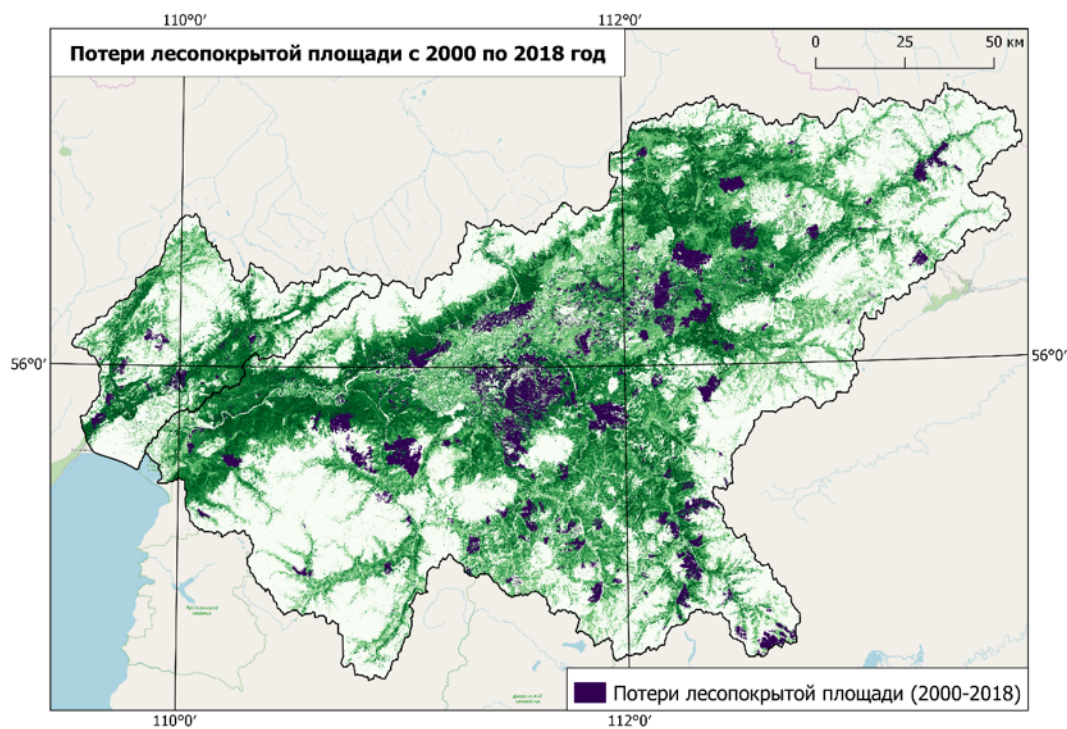 110°0′ 112°0′
Потери лесопокрытой площади с 2000 по 2018 год
0 25 50 км
56°0′ 56°0′
Потери лесопокрытой площади (2000-2018)
110°0′ 112°0′